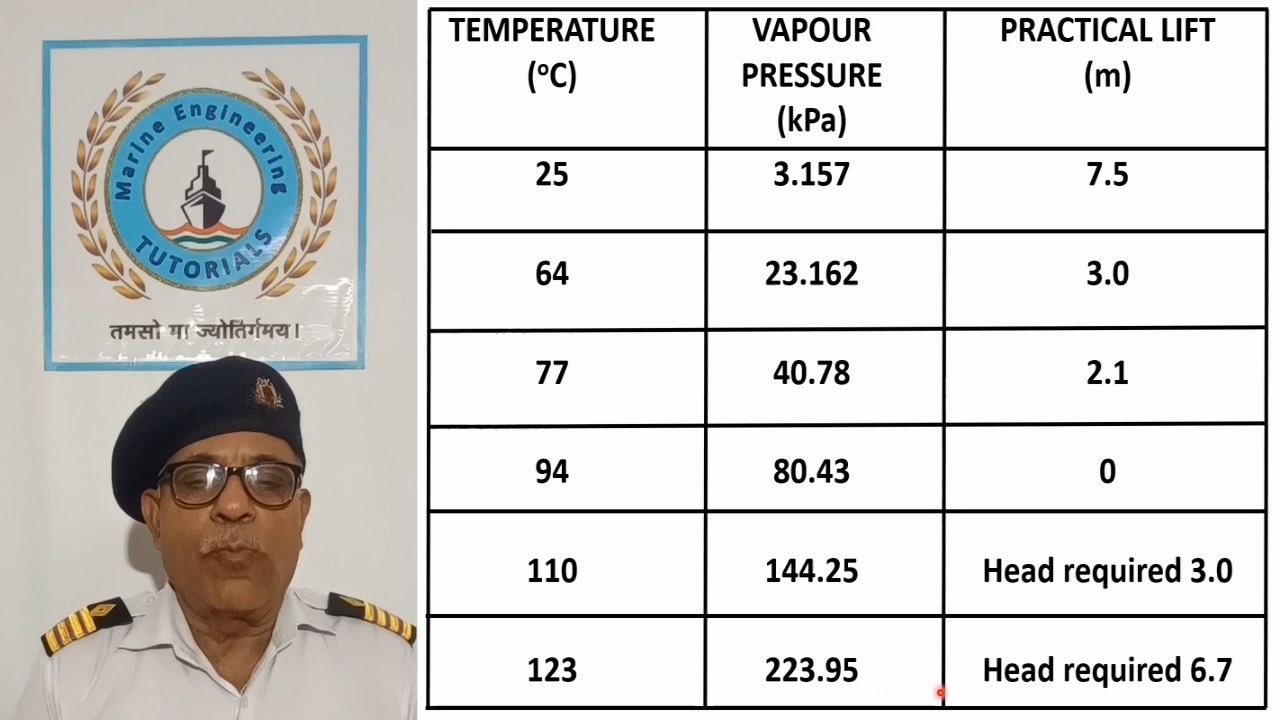 Marine Engineering
TUTORIALS
तमसो मा ज्योतिर्गमय।
TEMPERATURE
(°C)
VAPOUR
PRESSURE
(kPa)
PRACTICAL LIFT
(m)
25 3.157 7.5
64 23.162 3.0
77 40.78 2.1
94 80.43 0
110 144.25 Head required 3.0
123 223.95 Head required 6.7